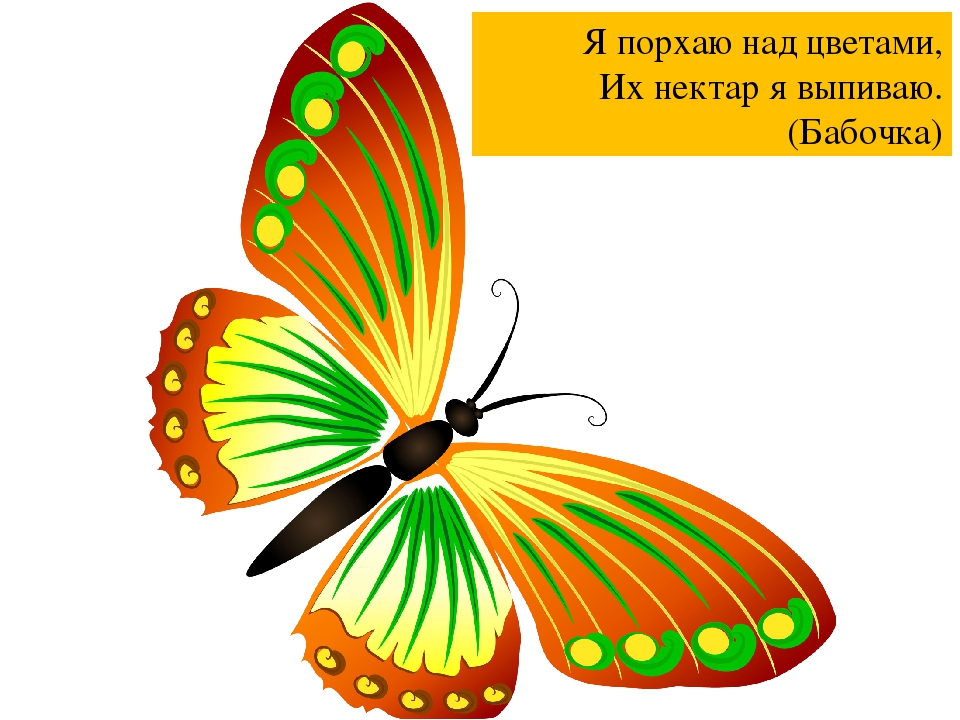 Я порхаю над цветами,
Их нектар я выпиваю.
(Бабочка)